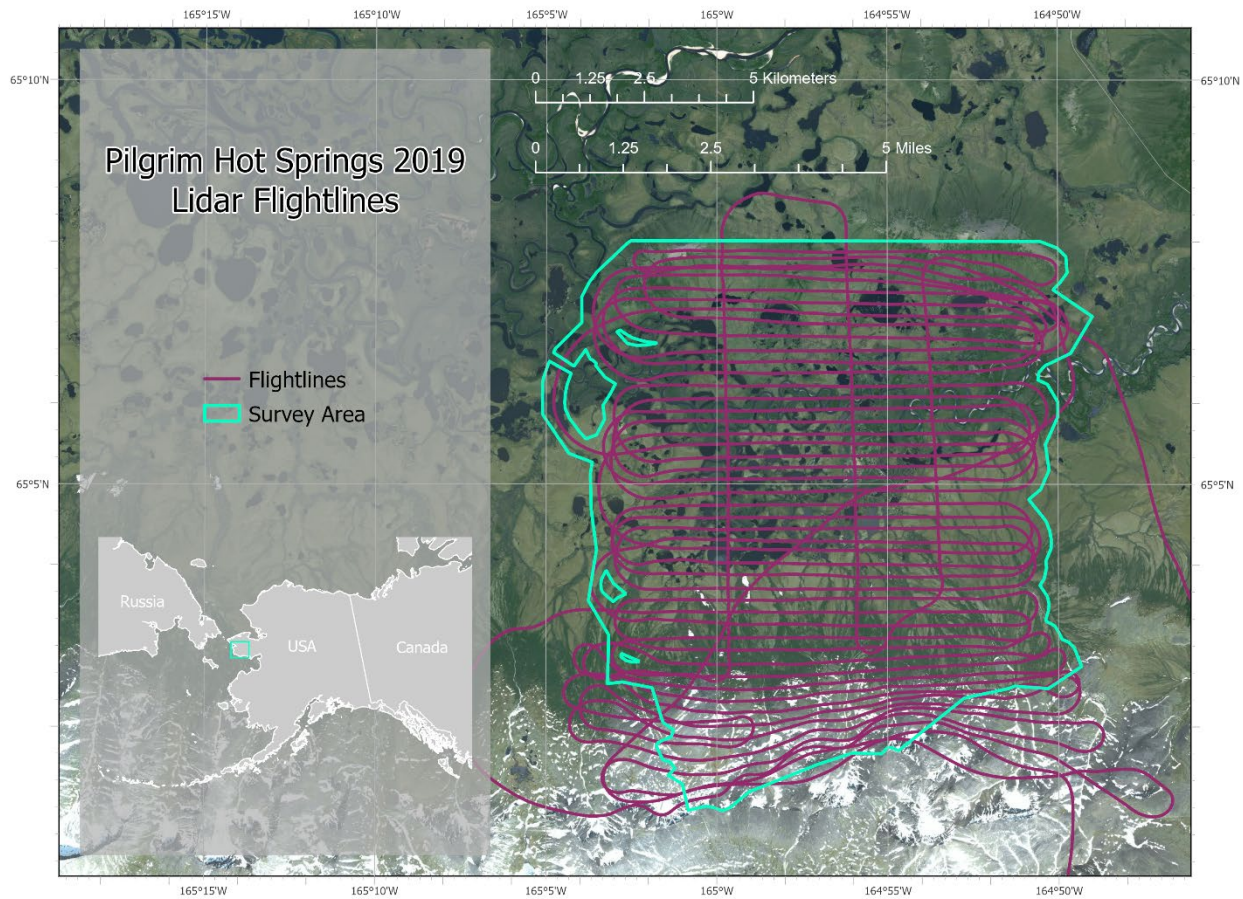 165°15'W 165°10'W 165°5'W 165°W 164°55'W 164°50'W
65°10'N 65°10'N
0 1.25 2.5 5 Kilometers
0 1.25 2.5 5 Miles
Pilgrim Hot Springs 2019
Lidar Flightlines
Flightlines
Survey Area
65°5'N 65°5'N
Russia
USA
Canada
165°15'W 165°10'W 165°5'W 165°W 164°55'W 164°50'W